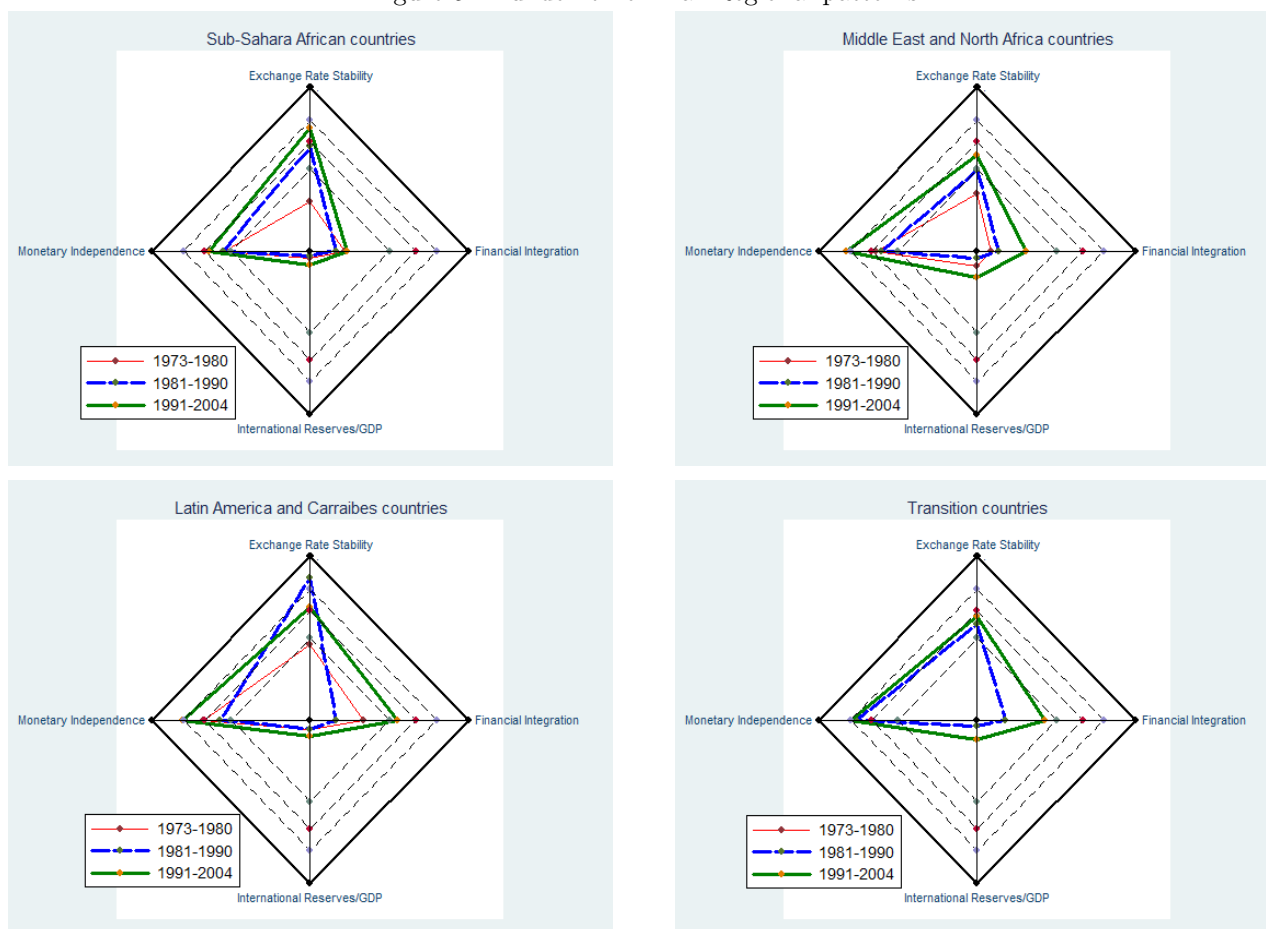 Sub-Sahara African countries
Exchange Rate Stability
Monetary Independence
Financial Integration
1973-1980
1981-1990
1991-2004
International Reserves/GDP
Middle East and North Africa countries
Exchange Rate Stability
Monetary Independence
Financial Integration
1973-1980
1981-1990
1991-2004
International Reserves/GDP
Latin America and Carraibes countries
Exchange Rate Stability
Monetary Independence
Financial Integration
1973-1980
1981-1990
1991-2004
International Reserves/GDP
Transition countries
Exchange Rate Stability
Monetary Independence
Financial Integration
1973-1980
1981-1990
1991-2004
International Reserves/GDP